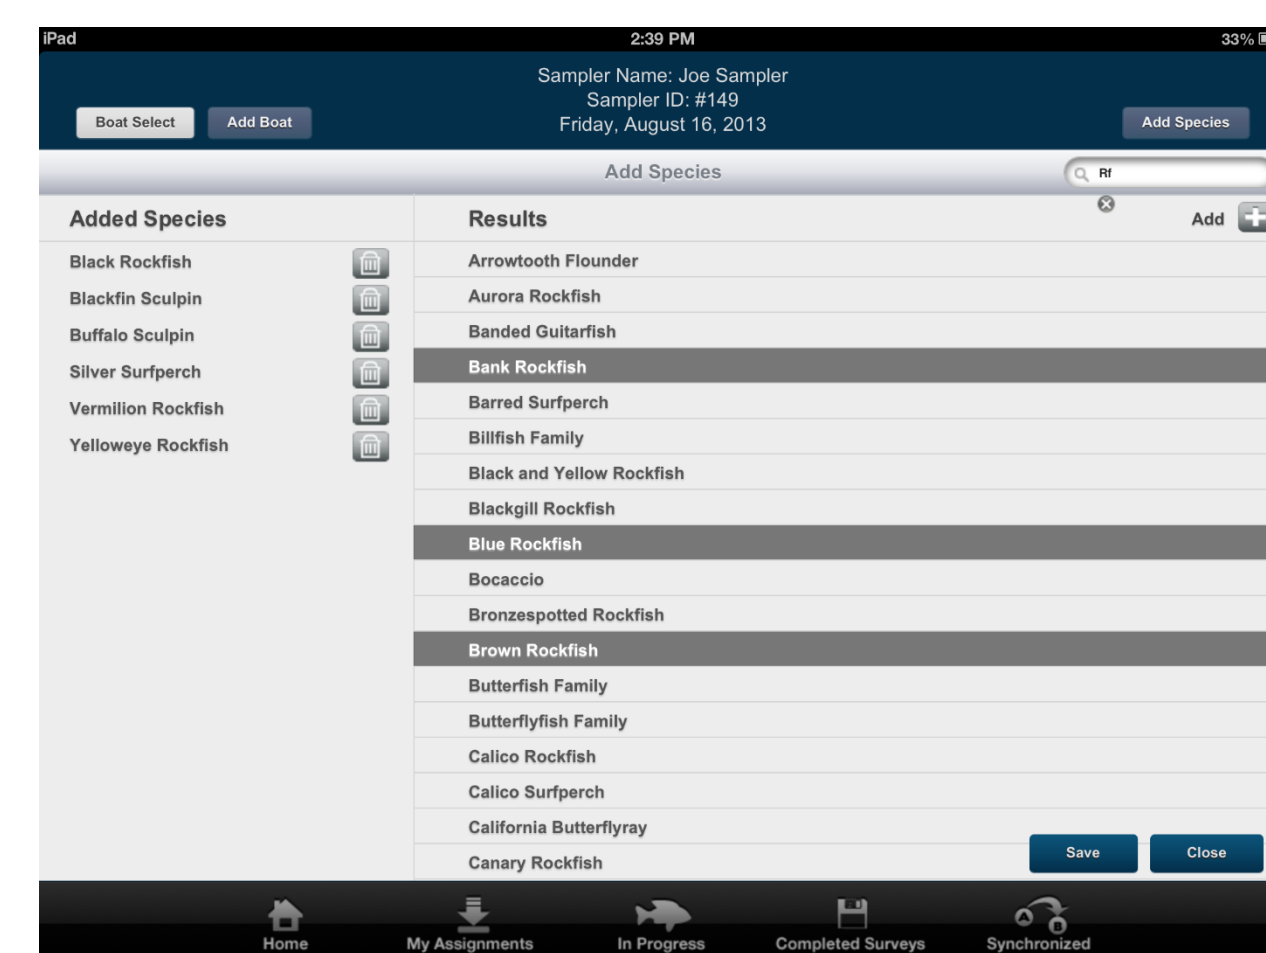 iPad 2:39 PM 33%
Sampler Name: Joe Sampler
Sampler ID: #149
Boat Select Add Boat Friday, August 16, 2013 Add Species
Add Species Rf
Added Species
Black Rockfish
Blackfin Sculpin
Buffalo Sculpin
Silver Surfperch
Vermilion Rockfish
Yelloweye Rockfish
Results Add
Arrowtooth Flounder
Aurora Rockfish
Banded Guitarfish
Bank Rockfish
Barred Surfperch
Billfish Family
Black and Yellow Rockfish
Blackgill Rockfish
Blue Rockfish
Bocaccio
Bronzespotted Rockfish
Brown Rockfish
Butterfish Family
Butterflyfish Family
Calico Rockfish
Calico Surfperch
California Butterflyray
Canary Rockfish
Save Close
Home My Assignments In Progress Completed Surveys A B Synchronized